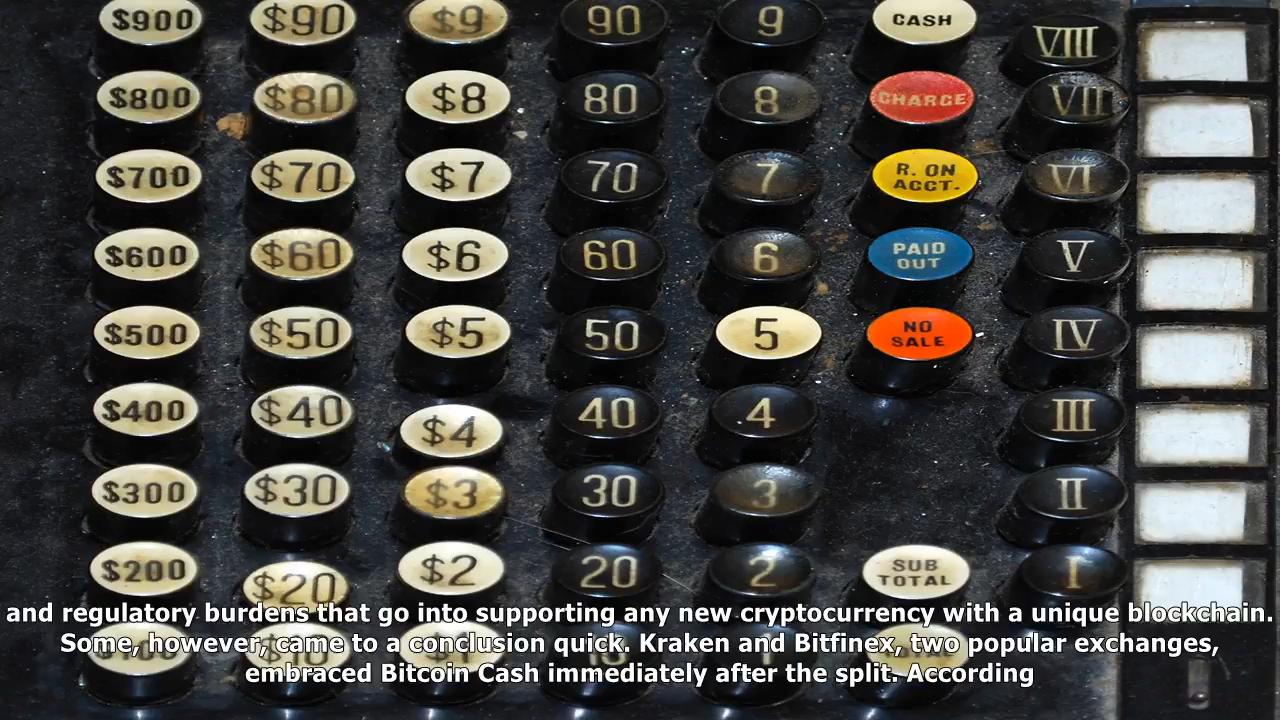 $900 $90 $9 90 9 CASH VIII
$800 $80 $8 80 8 CHARGE VII
$700 $70 $7 70 7 R. ON ACCT. VI
$600 $60 $6 60 6 PAID OUT V
$500 $50 $5 50 5 NO SALE IV
$400 $40 $4 40 4 III
$300 $30 $3 30 3 II
$200 $20 $2 20 2 SUB TOTAL I
and regulatory burdens that go into supporting any new cryptocurrency with a unique blockchain.
Some, however, came to a conclusion quick. Kraken and Bitfinex, two popular exchanges,
embraced Bitcoin Cash immediately after the split. According